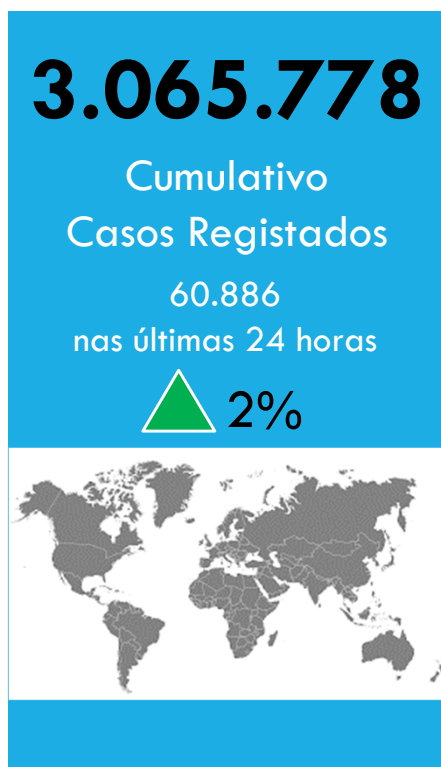 3.065.778
Cumulativo
Casos Registados
60.886
nas últimas 24 horas
2%